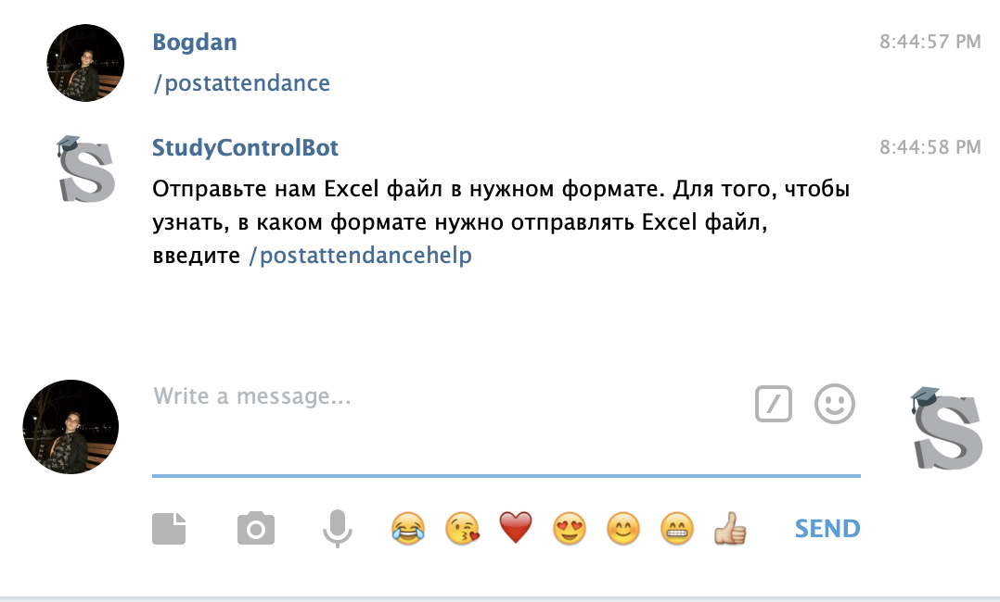 Bogdan
8:44:57 PM
/postattendance
StudyControlBot
8:44:58 PM
Отправьте нам Excel файл в нужном формате. Для того, чтобы
узнать, в каком формате нужно отправлять Excel файл,
введите /postattendancehelp
Write a message...
SEND